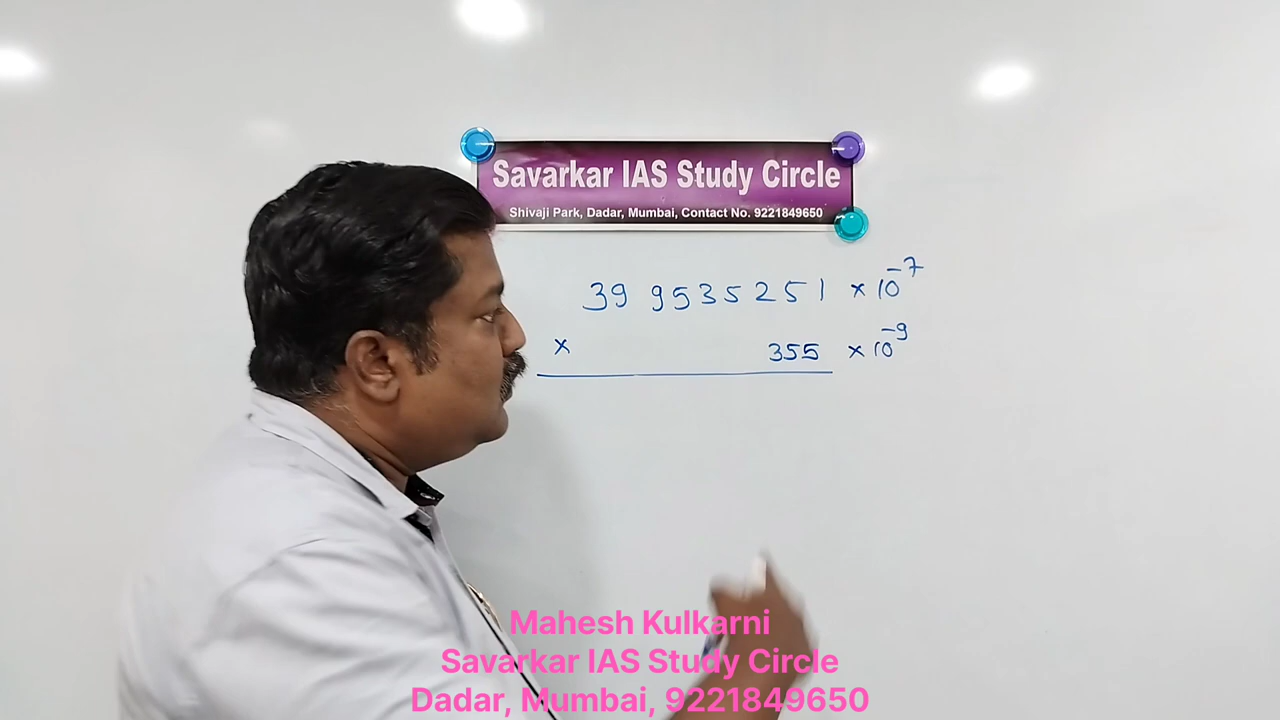 Savarkar IAS Study Circle
Shivaji Park, Dadar, Mumbai, Contact No. 9221849650
39 9535251 × 10⁻⁷
× 355 × 10⁻⁹
Mahesh Kulkarni
Savarkar IAS Study Circle
Dadar, Mumbai, 9221849650